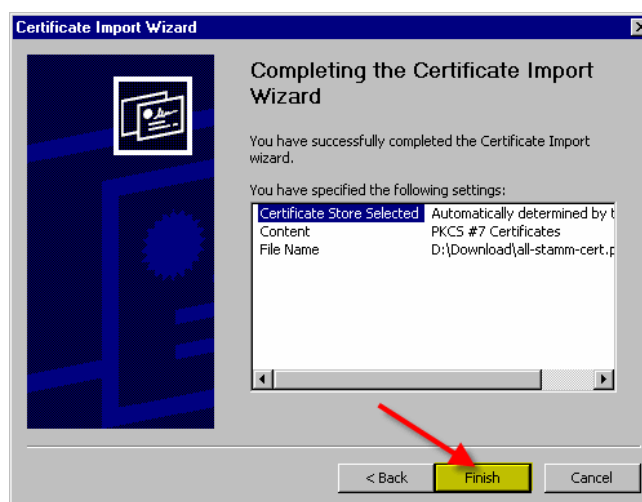 Certificate Import Wizard
Completing the Certificate Import
Wizard
You have successfully completed the Certificate Import
wizard.
You have specified the following settings:
Certificate Store Selected Automatically determined by t
Content PKCS #7 Certificates
File Name D:\Download\all-stamm-cert.p
< Back Finish Cancel